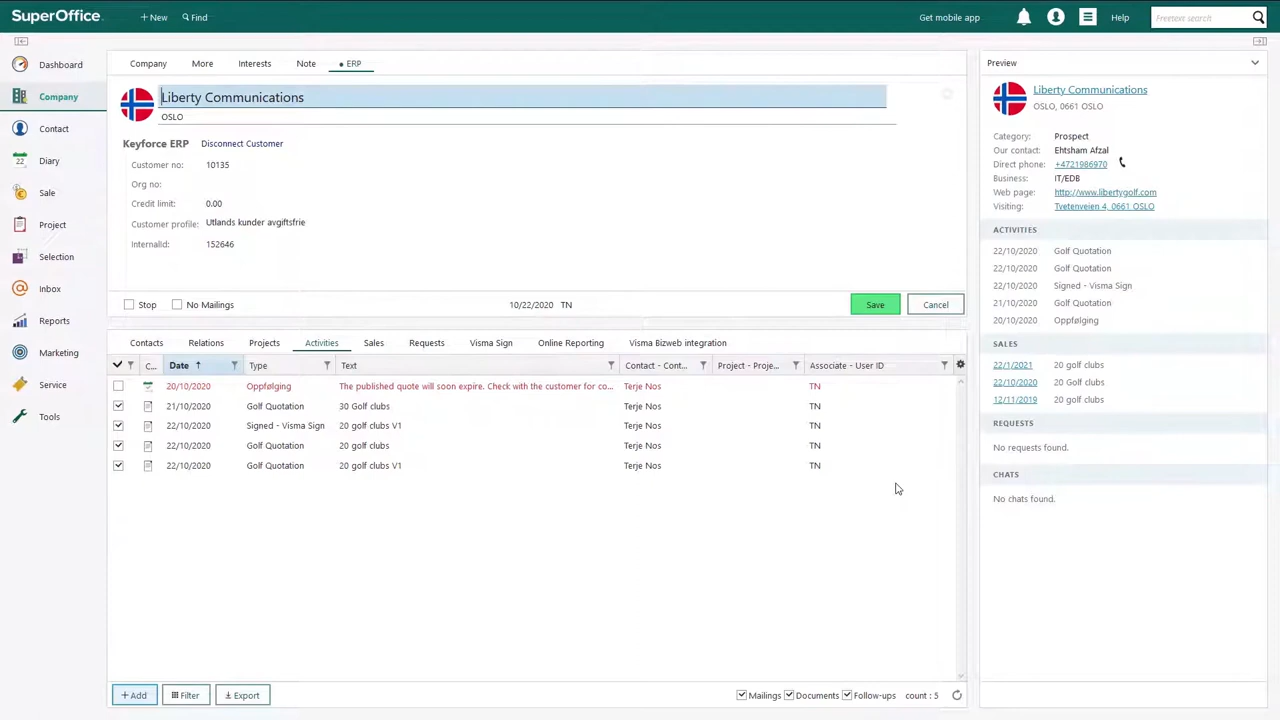 SuperOffice
New
Find
Get mobile app
Help
Freetext search
Dashboard
Company
Contact
22
Diary
Sale
Project
Selection
Inbox
Reports
Marketing
Service
Tools
Company
More
Interests
Note
ERP
Liberty Communications
OSLO
Keyforce ERP
Disconnect Customer
Customer no: 10135
Org no:
Credit limit: 0.00
Customer profile: Utlands kunder avgiftsfrie
InternalId: 152646
Stop
No Mailings
10/22/2020 TN
Save
Cancel
Contacts
Relations
Projects
Activities
Sales
Requests
Visma Sign
Online Reporting
Visma Bizweb integration
C... Date Type Text Contact - Cont... Project - Proje... Associate - User ID
20/10/2020 Oppfølging The published quote will soon expire. Check with the customer for co... Terje Nos TN
21/10/2020 Golf Quotation 30 Golf clubs Terje Nos TN
22/10/2020 Signed - Visma Sign 20 golf clubs V1 Terje Nos TN
22/10/2020 Golf Quotation 20 golf clubs Terje Nos TN
22/10/2020 Golf Quotation 20 golf clubs V1 Terje Nos TN
+ Add
Filter
Export
Mailings
Documents
Follow-ups
count : 5
Preview
Liberty Communications
OSLO, 0661 OSLO
Category: Prospect
Our contact: Ehtsham Afzal
Direct phone: +4721986970
Business: IT/EDB
Web page: http://www.libertygolf.com
Visiting: Tvetenveien 4, 0661 OSLO
ACTIVITIES
22/10/2020 Golf Quotation
22/10/2020 Golf Quotation
22/10/2020 Signed - Visma Sign
21/10/2020 Golf Quotation
20/10/2020 Oppfølging
SALES
22/1/2021 20 golf clubs
22/10/2020 20 Golf clubs
12/11/2019 20 golf clubs
REQUESTS
No requests found.
CHATS
No chats found.